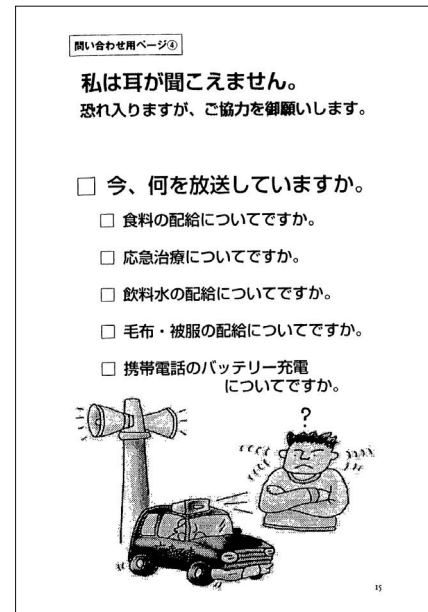 問い合わせ用ページ④
私は耳が聞こえません。
恐れ入りますが、ご協力を御願いします。
□ 今、何を放送していますか。
□ 食料の配給についてですか。
□ 応急治療についてですか。
□ 飲料水の配給についてですか。
□ 毛布・被服の配給についてですか。
□ 携帯電話のバッテリー充電
についてですか。
?
15